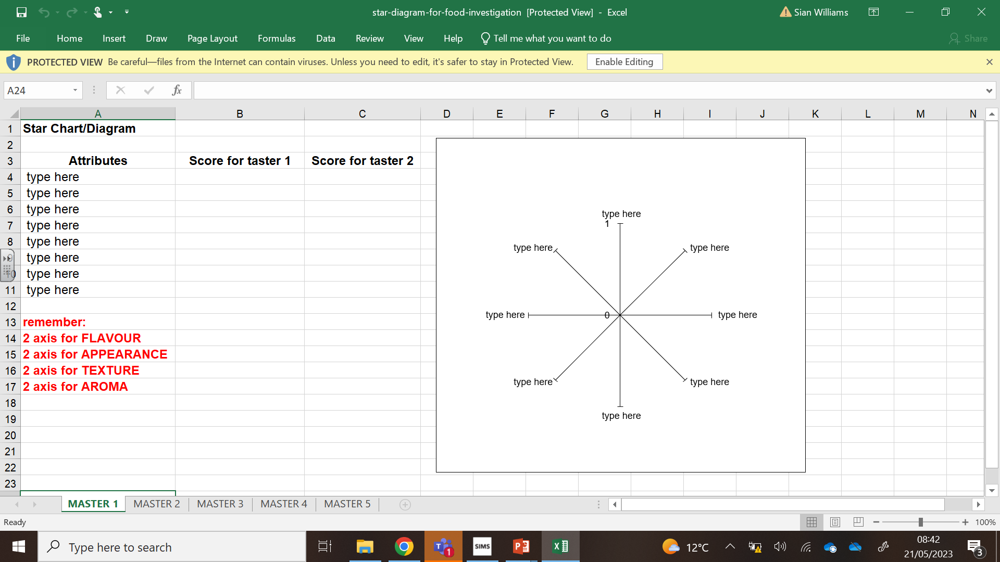 star-diagram-for-food-investigation [Protected View] - Excel
Sian Williams
File Home Insert Draw Page Layout Formulas Data Review View Help Tell me what you want to do Share
PROTECTED VIEW Be careful—files from the Internet can contain viruses. Unless you need to edit, it's safer to stay in Protected View. Enable Editing
A24 fx
A B C D E F G H I J K L M N
1 Star Chart/Diagram
2
3 Attributes Score for taster 1 Score for taster 2
4 type here
5 type here
6 type here
7 type here
8 type here
9 type here
10 type here
11 type here
12
13 remember:
14 2 axis for FLAVOUR
15 2 axis for APPEARANCE
16 2 axis for TEXTURE
17 2 axis for AROMA
18
19
20
21
22
23
type here
1
type here type here
type here 0 type here
type here type here
type here
MASTER 1 MASTER 2 MASTER 3 MASTER 4 MASTER 5
Ready 100%
Type here to search
T 1
SIMS
P
X
12°C
08:42
21/05/2023
3